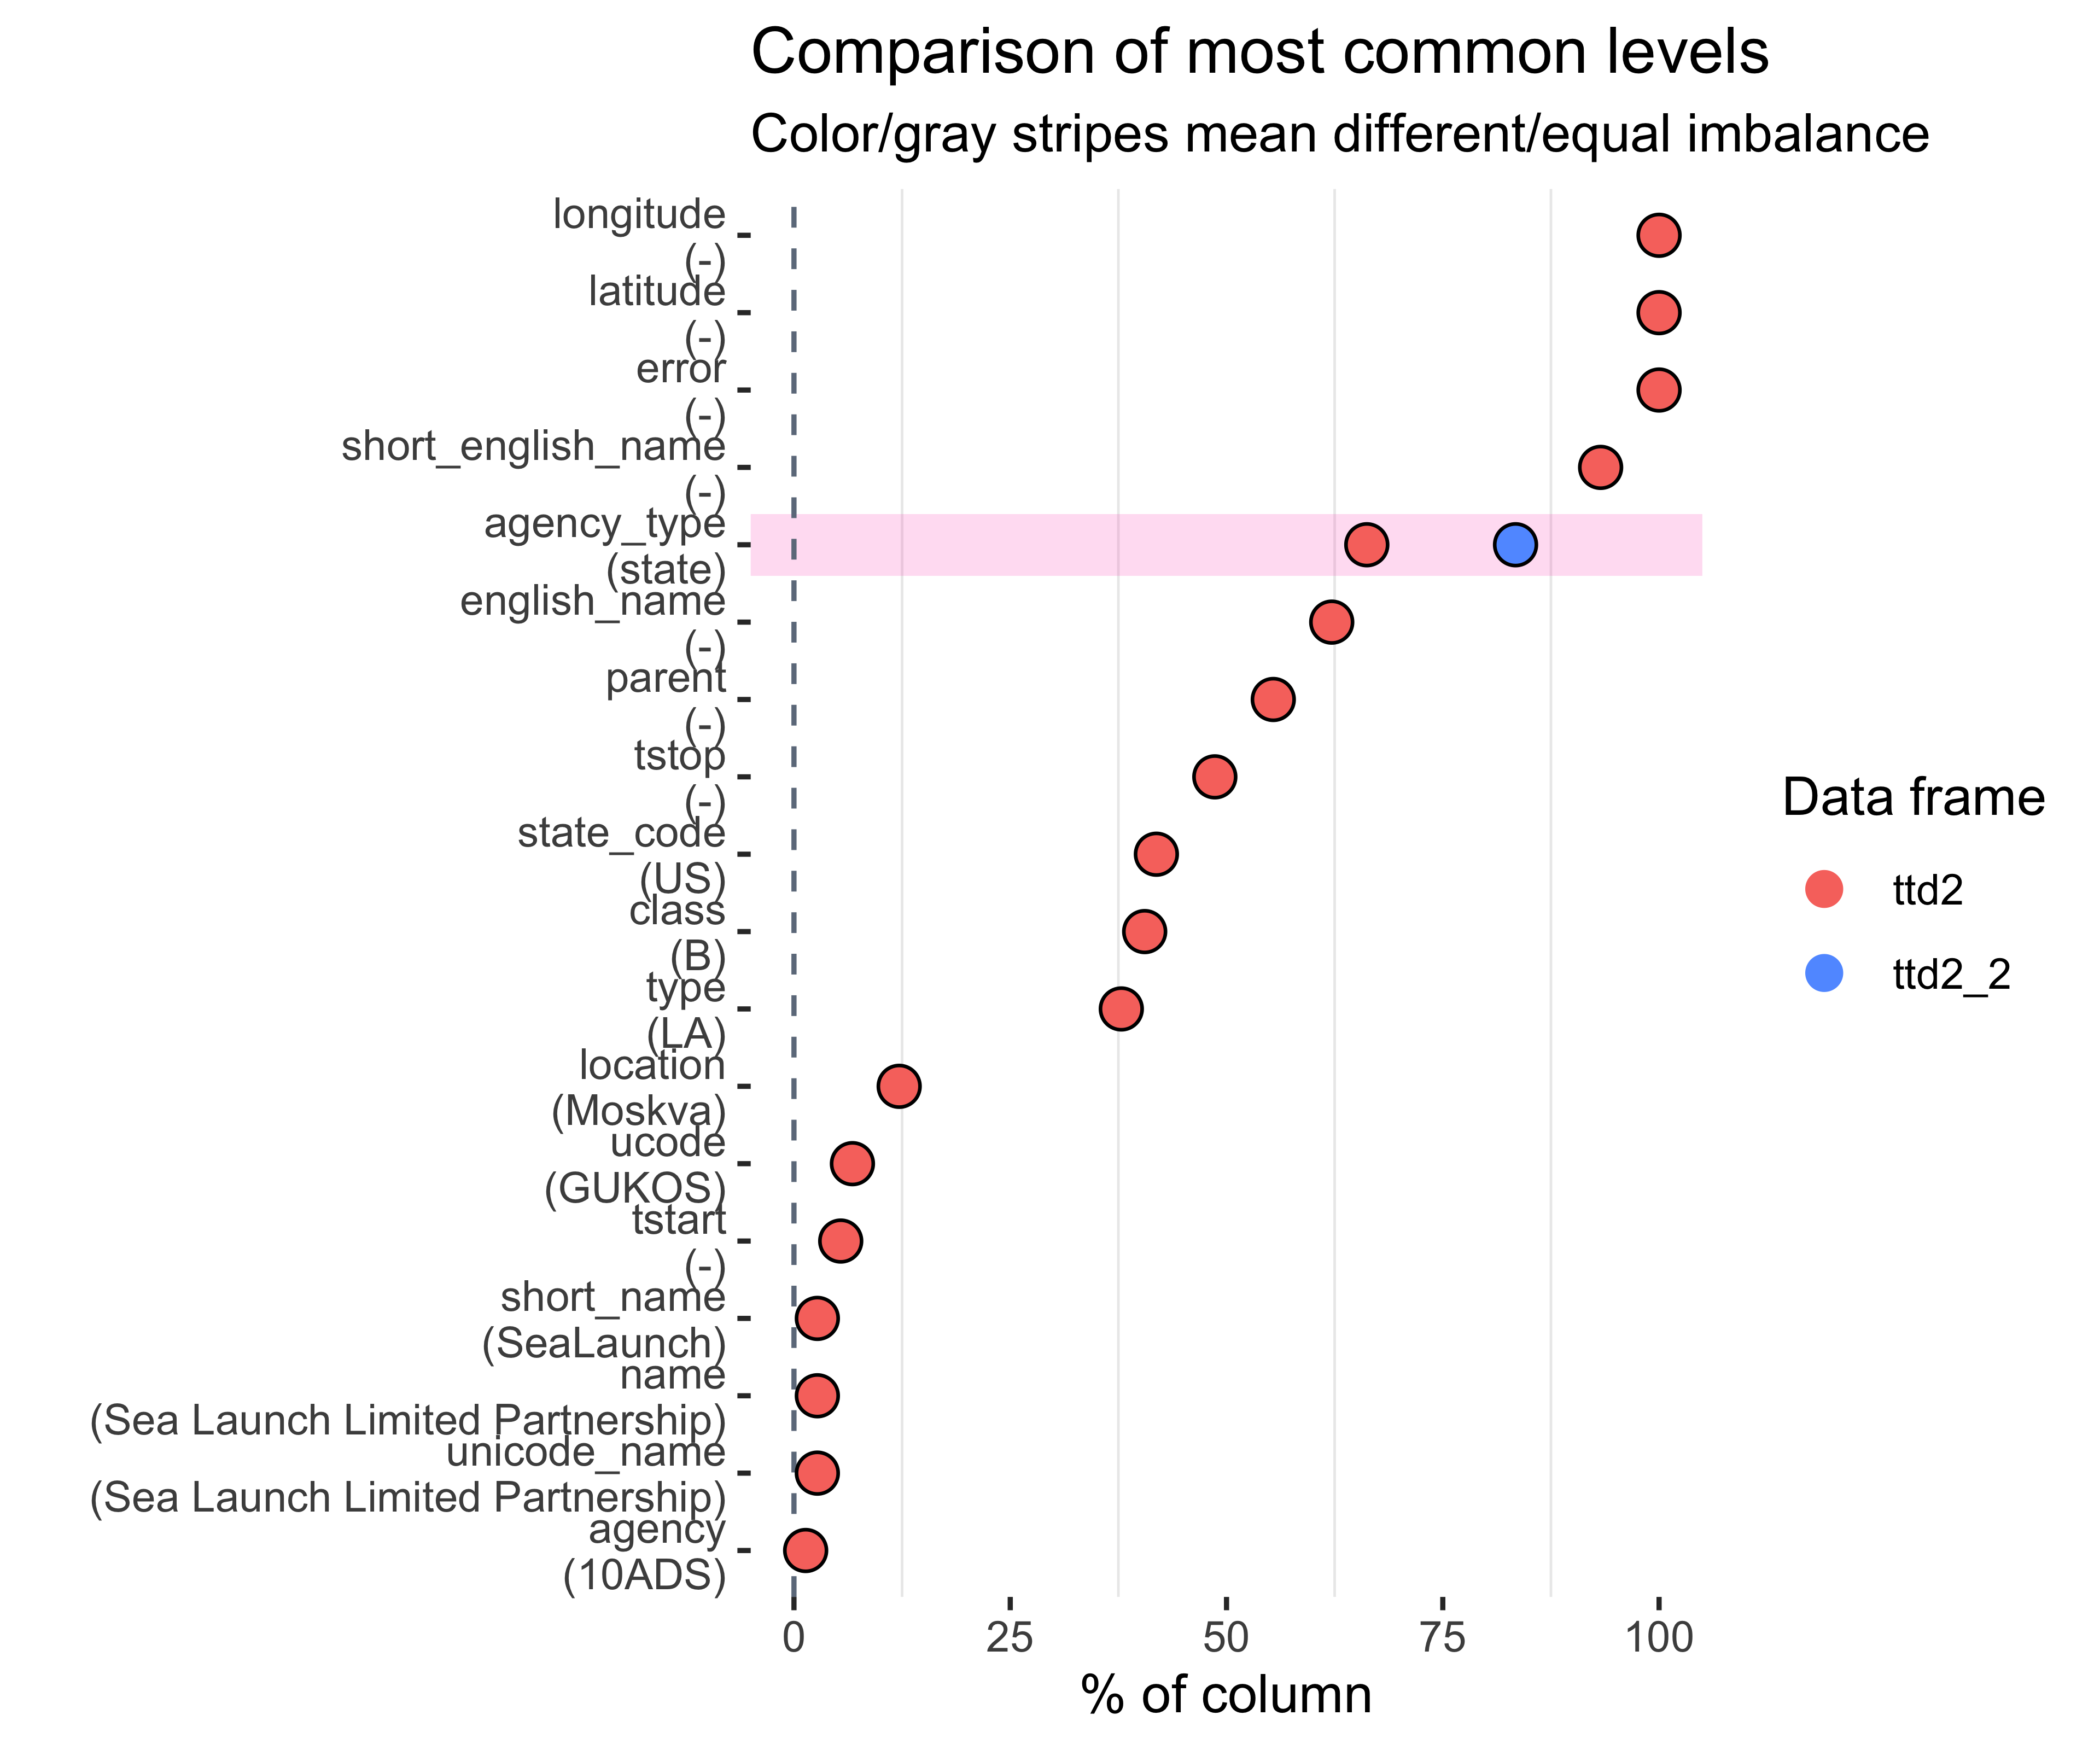 Comparison of most common levels
Color/gray stripes mean different/equal imbalance
longitude
(-)
latitude
(-)
error
(-)
short_english_name
(-)
agency_type
(state)
english_name
(-)
parent
(-)
tstop
(-)
state_code
(US)
class
(B)
type
(LA)
location
(Moskva)
ucode
(GUKOS)
tstart
(-)
short_name
(SeaLaunch)
name
(Sea Launch Limited Partnership)
unicode_name
(Sea Launch Limited Partnership)
agency
(10ADS)
0 25 50 75 100
% of column
Data frame
ttd2
ttd2_2